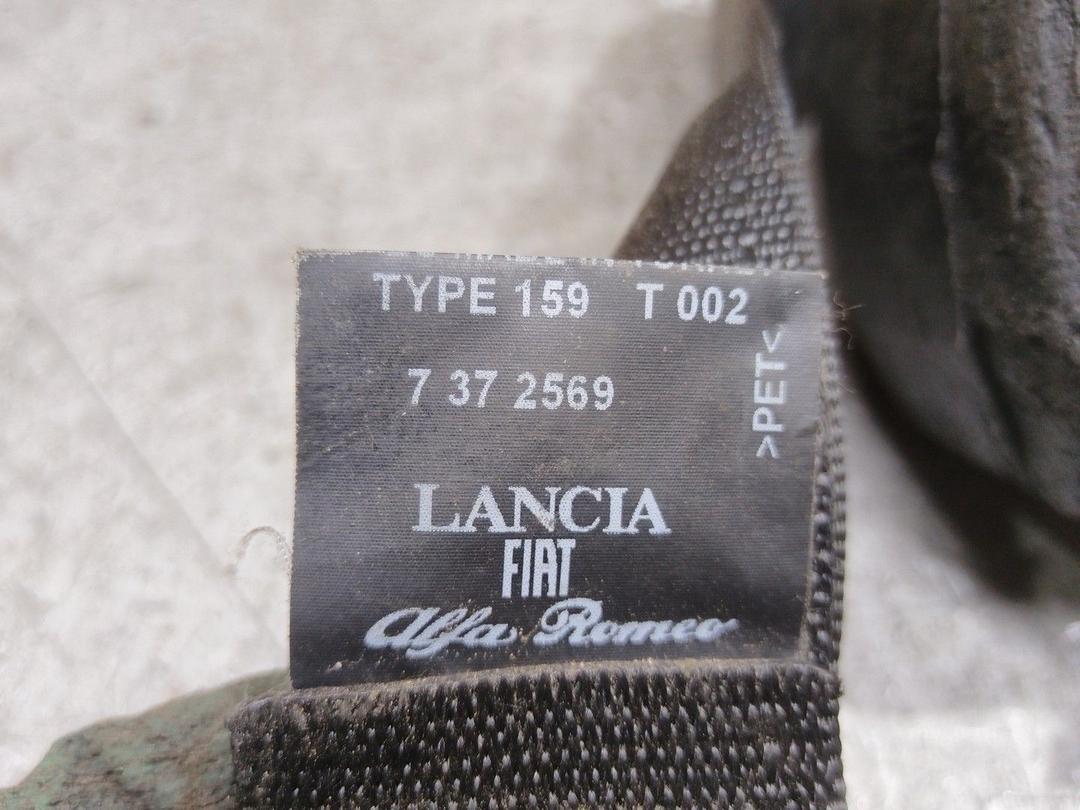 TYPE 159 T 002
7 37 2569
>PET<
LANCIA
FIAT
Alfa Romeo